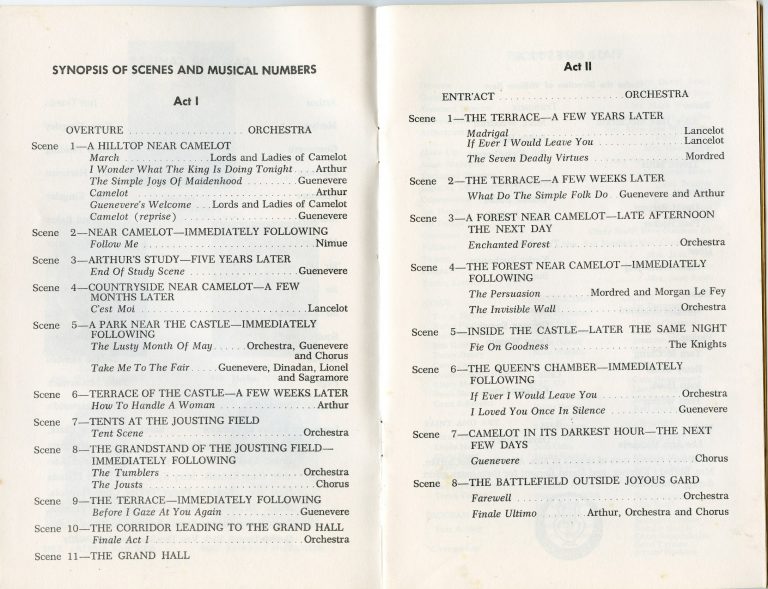 SYNOPSIS OF SCENES AND MUSICAL NUMBERS
Act I
OVERTURE . . . . . . . . . . . . . . . . . . . ORCHESTRA
Scene 1—A HILLTOP NEAR CAMELOT
March . . . . . . . . . . . . . Lords and Ladies of Camelot
I Wonder What The King Is Doing Tonight . . . . Arthur
The Simple Joys Of Maidenhood . . . . . . . . . Guenevere
Camelot . . . . . . . . . . . . . . . . . . . . . . Arthur
Guenevere's Welcome . . . Lords and Ladies of Camelot
Camelot (reprise) . . . . . . . . . . . . . . . . Guenevere
Scene 2—NEAR CAMELOT—IMMEDIATELY FOLLOWING
Follow Me . . . . . . . . . . . . . . . . . . . . . Nimue
Scene 3—ARTHUR'S STUDY—FIVE YEARS LATER
End Of Study Scene . . . . . . . . . . . . . . . Guenevere
Scene 4—COUNTRYSIDE NEAR CAMELOT—A FEW
MONTHS LATER
C'est Moi . . . . . . . . . . . . . . . . . . . . Lancelot
Scene 5—A PARK NEAR THE CASTLE—IMMEDIATELY
FOLLOWING
The Lusty Month Of May . . . . . Orchestra, Guenevere
and Chorus
Take Me To The Fair . . . . Guenevere, Dinadan, Lionel
and Sagramore
Scene 6—TERRACE OF THE CASTLE—A FEW WEEKS LATER
How To Handle A Woman . . . . . . . . . . . . . Arthur
Scene 7—TENTS AT THE JOUSTING FIELD
Tent Scene . . . . . . . . . . . . . . . . . . . Orchestra
Scene 8—THE GRANDSTAND OF THE JOUSTING FIELD—
IMMEDIATELY FOLLOWING
The Tumblers . . . . . . . . . . . . . . . . . . Orchestra
The Jousts . . . . . . . . . . . . . . . . . . . . Chorus
Scene 9—THE TERRACE—IMMEDIATELY FOLLOWING
Before I Gaze At You Again . . . . . . . . . . Guenevere
Scene 10—THE CORRIDOR LEADING TO THE GRAND HALL
Finale Act I . . . . . . . . . . . . . . . . . . Orchestra
Scene 11—THE GRAND HALL
Act II
ENTR'ACT . . . . . . . . . . . . . . . . . ORCHESTRA
Scene 1—THE TERRACE—A FEW YEARS LATER
Madrigal . . . . . . . . . . . . . . . . . . . . Lancelot
If Ever I Would Leave You . . . . . . . . . . . . Lancelot
The Seven Deadly Virtues . . . . . . . . . . . . . Mordred
Scene 2—THE TERRACE—A FEW WEEKS LATER
What Do The Simple Folk Do . Guenevere and Arthur
Scene 3—A FOREST NEAR CAMELOT—LATE AFTERNOON
THE NEXT DAY
Enchanted Forest . . . . . . . . . . . . . . . . Orchestra
Scene 4—THE FOREST NEAR CAMELOT—IMMEDIATELY
FOLLOWING
The Persuasion . . . . . . . Mordred and Morgan Le Fey
The Invisible Wall . . . . . . . . . . . . . . . Orchestra
Scene 5—INSIDE THE CASTLE—LATER THE SAME NIGHT
Fie On Goodness . . . . . . . . . . . . . . . The Knights
Scene 6—THE QUEEN'S CHAMBER—IMMEDIATELY
FOLLOWING
If Ever I Would Leave You . . . . . . . . . . . Orchestra
I Loved You Once In Silence . . . . . . . . . . Guenevere
Scene 7—CAMELOT IN ITS DARKEST HOUR—THE NEXT
FEW DAYS
Guenevere . . . . . . . . . . . . . . . . . . . . . Chorus
Scene 8—THE BATTLEFIELD OUTSIDE JOYOUS GARD
Farewell . . . . . . . . . . . . . . . . . . . . Orchestra
Finale Ultimo . . . . . . . Arthur, Orchestra and Chorus